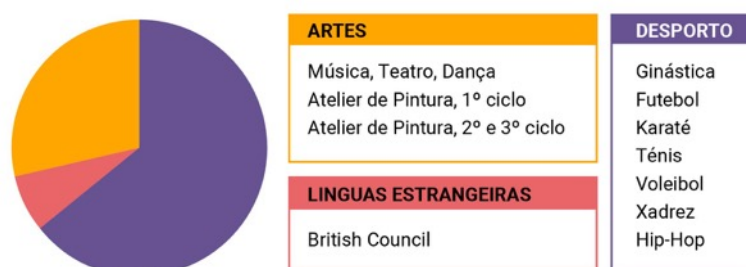 ARTES
Música, Teatro, Dança
Atelier de Pintura, 1º ciclo
Atelier de Pintura, 2º e 3º ciclo
LINGUAS ESTRANGEIRAS
British Council
DESPORTO
Ginástica
Futebol
Karaté
Ténis
Voleibol
Xadrez
Hip-Hop